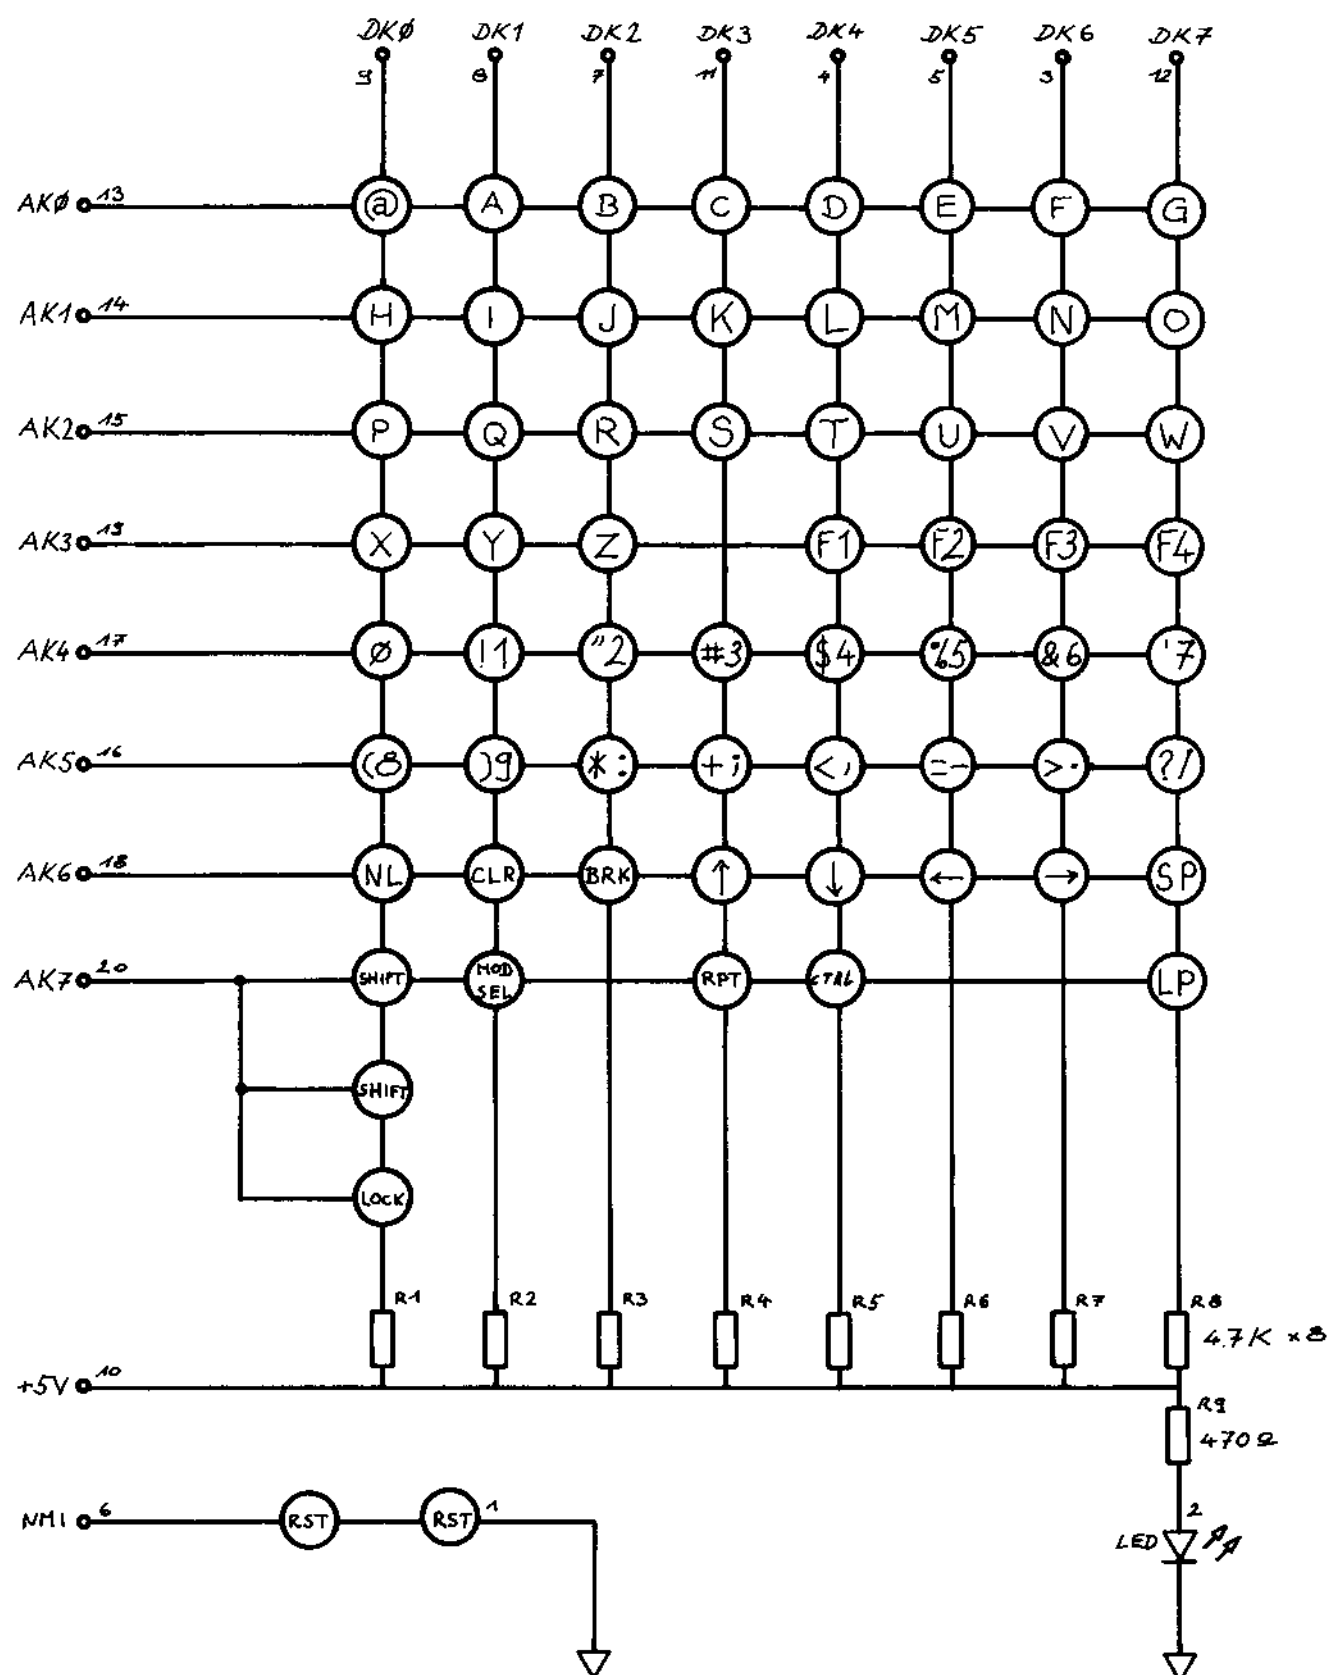 DKØ DK1 DK2 DK3 DK4 DK5 DK6 DK7
9 8 7 11 4 5 3 12
AKØ 13 @ A B C D E F G
AK1 14 H I J K L M N O
AK2 15 P Q R S T U V W
AK3 19 X Y Z F1 F2 F3 F4
AK4 17 Ø !1 "2 #3 $4 %5 &6 '7
AK5 16 (8 )9 *: +; <, =- >. ?/
AK6 18 NL CLR BRK ↑ ↓ ← → SP
AK7 20 SHIFT MOD SEL RPT CTRL LP
SHIFT
LOCK
R1 R2 R3 R4 R5 R6 R7 R8
4.7K x8
+5V 10
R9
470Ω
NMI 6 RST RST 1
2
LED